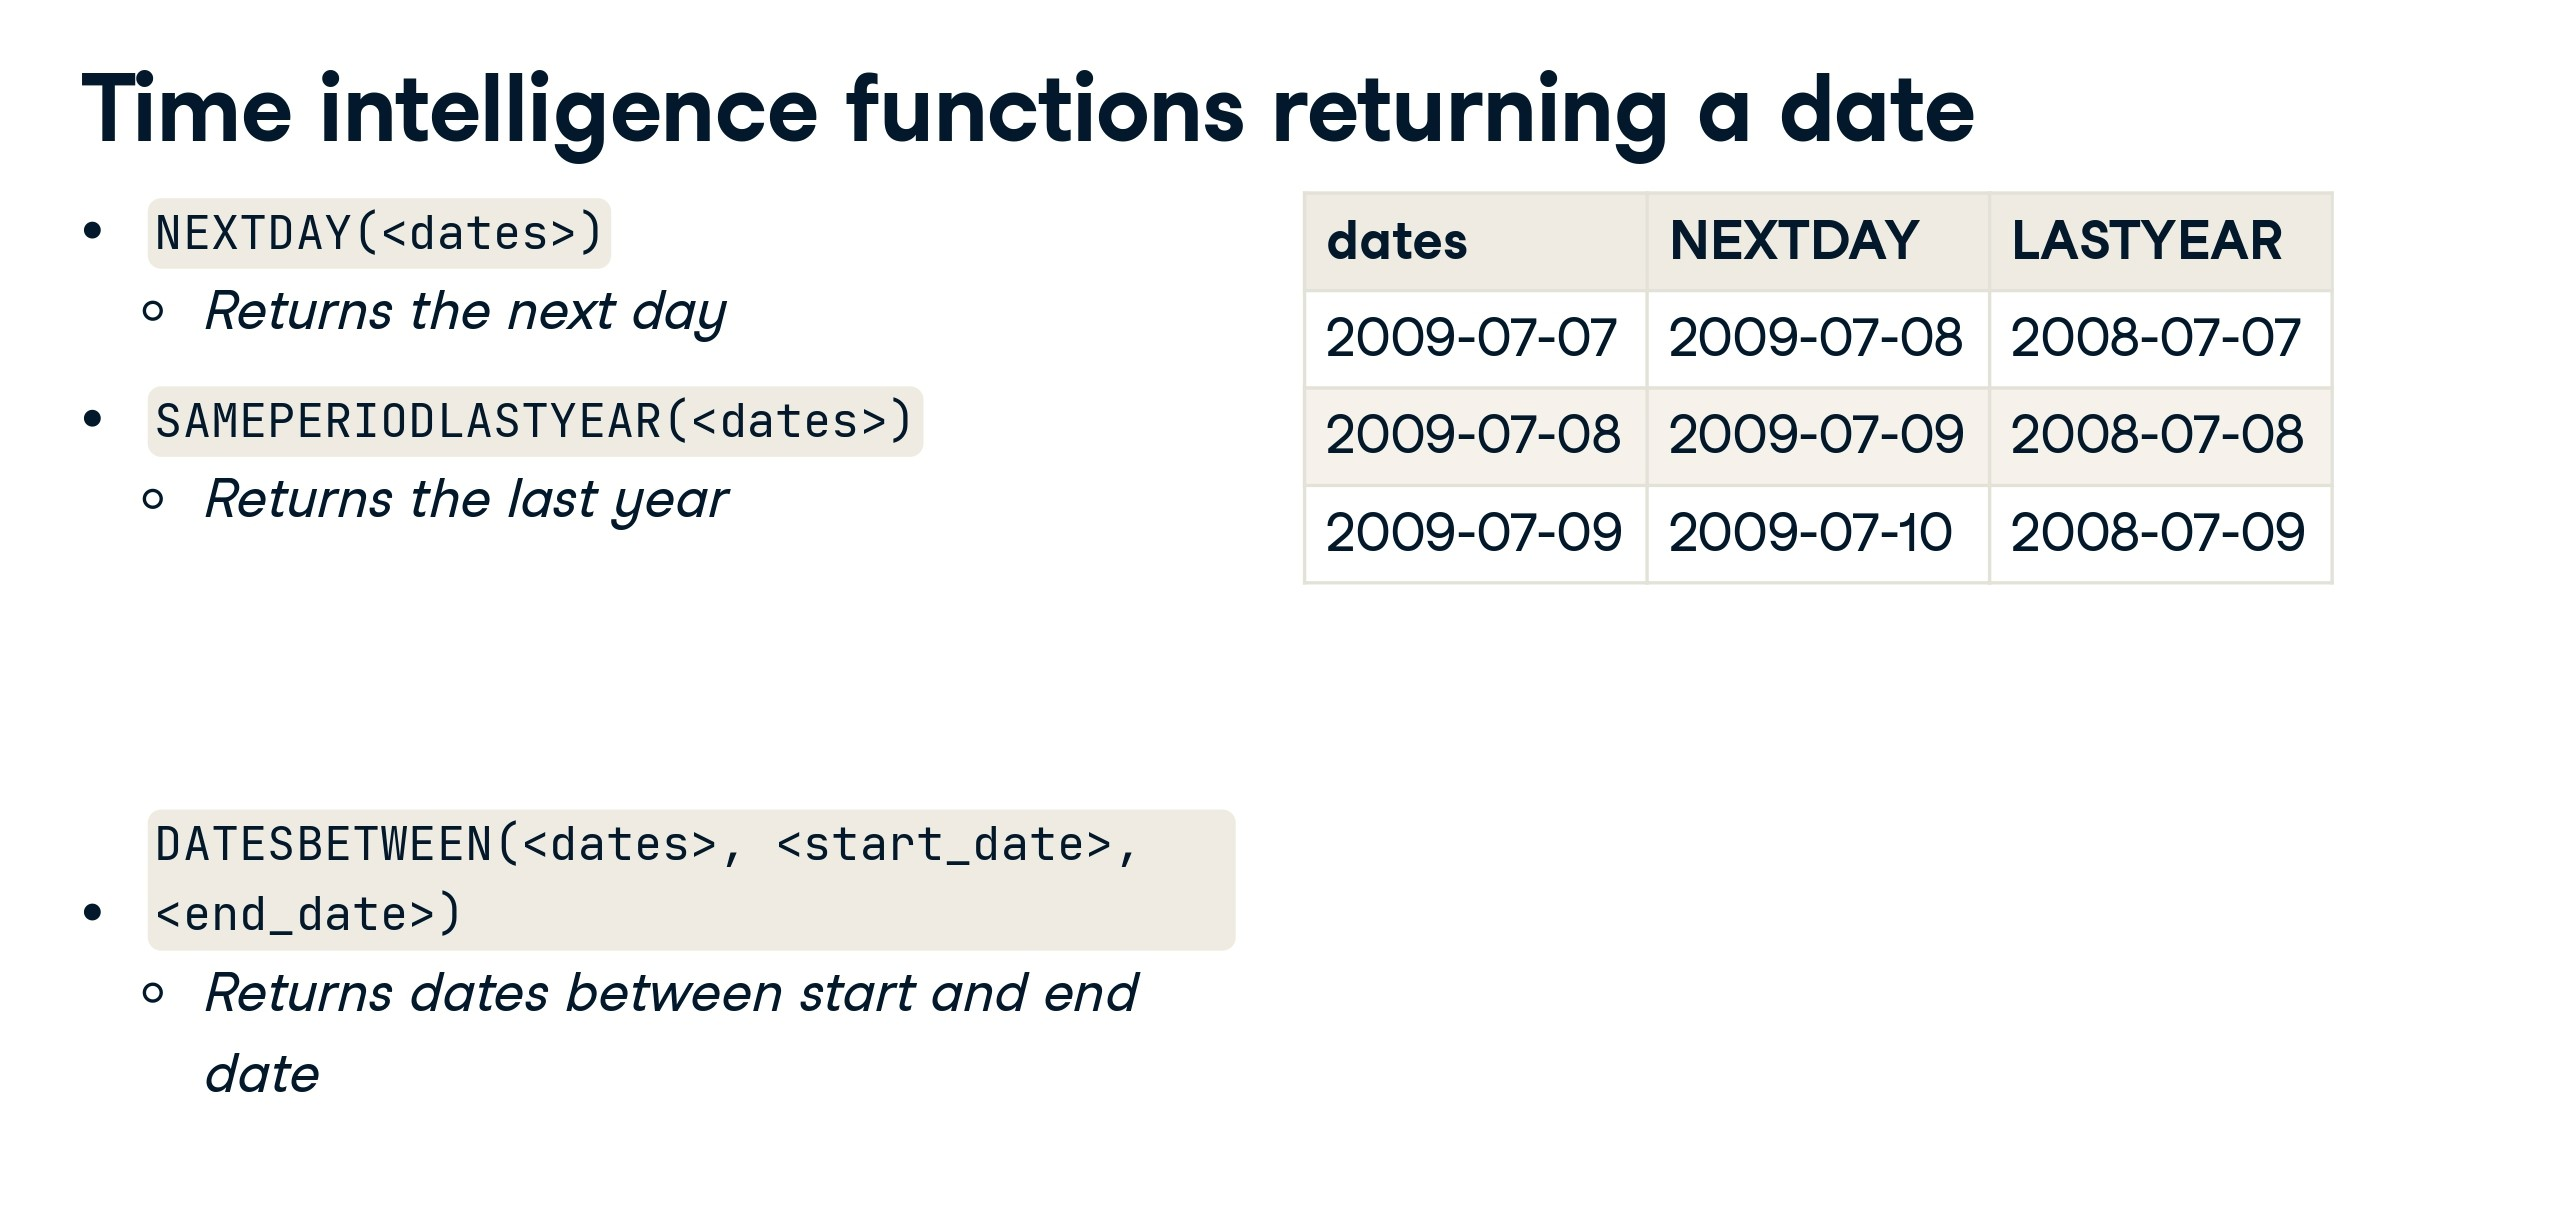 Time intelligence functions returning a date
• NEXTDAY(<dates>)
◦ Returns the next day
• SAMEPERIODLASTYEAR(<dates>)
◦ Returns the last year
dates NEXTDAY LASTYEAR
2009-07-07 2009-07-08 2008-07-07
2009-07-08 2009-07-09 2008-07-08
2009-07-09 2009-07-10 2008-07-09
• DATESBETWEEN(<dates>, <start_date>,
<end_date>)
◦ Returns dates between start and end
date